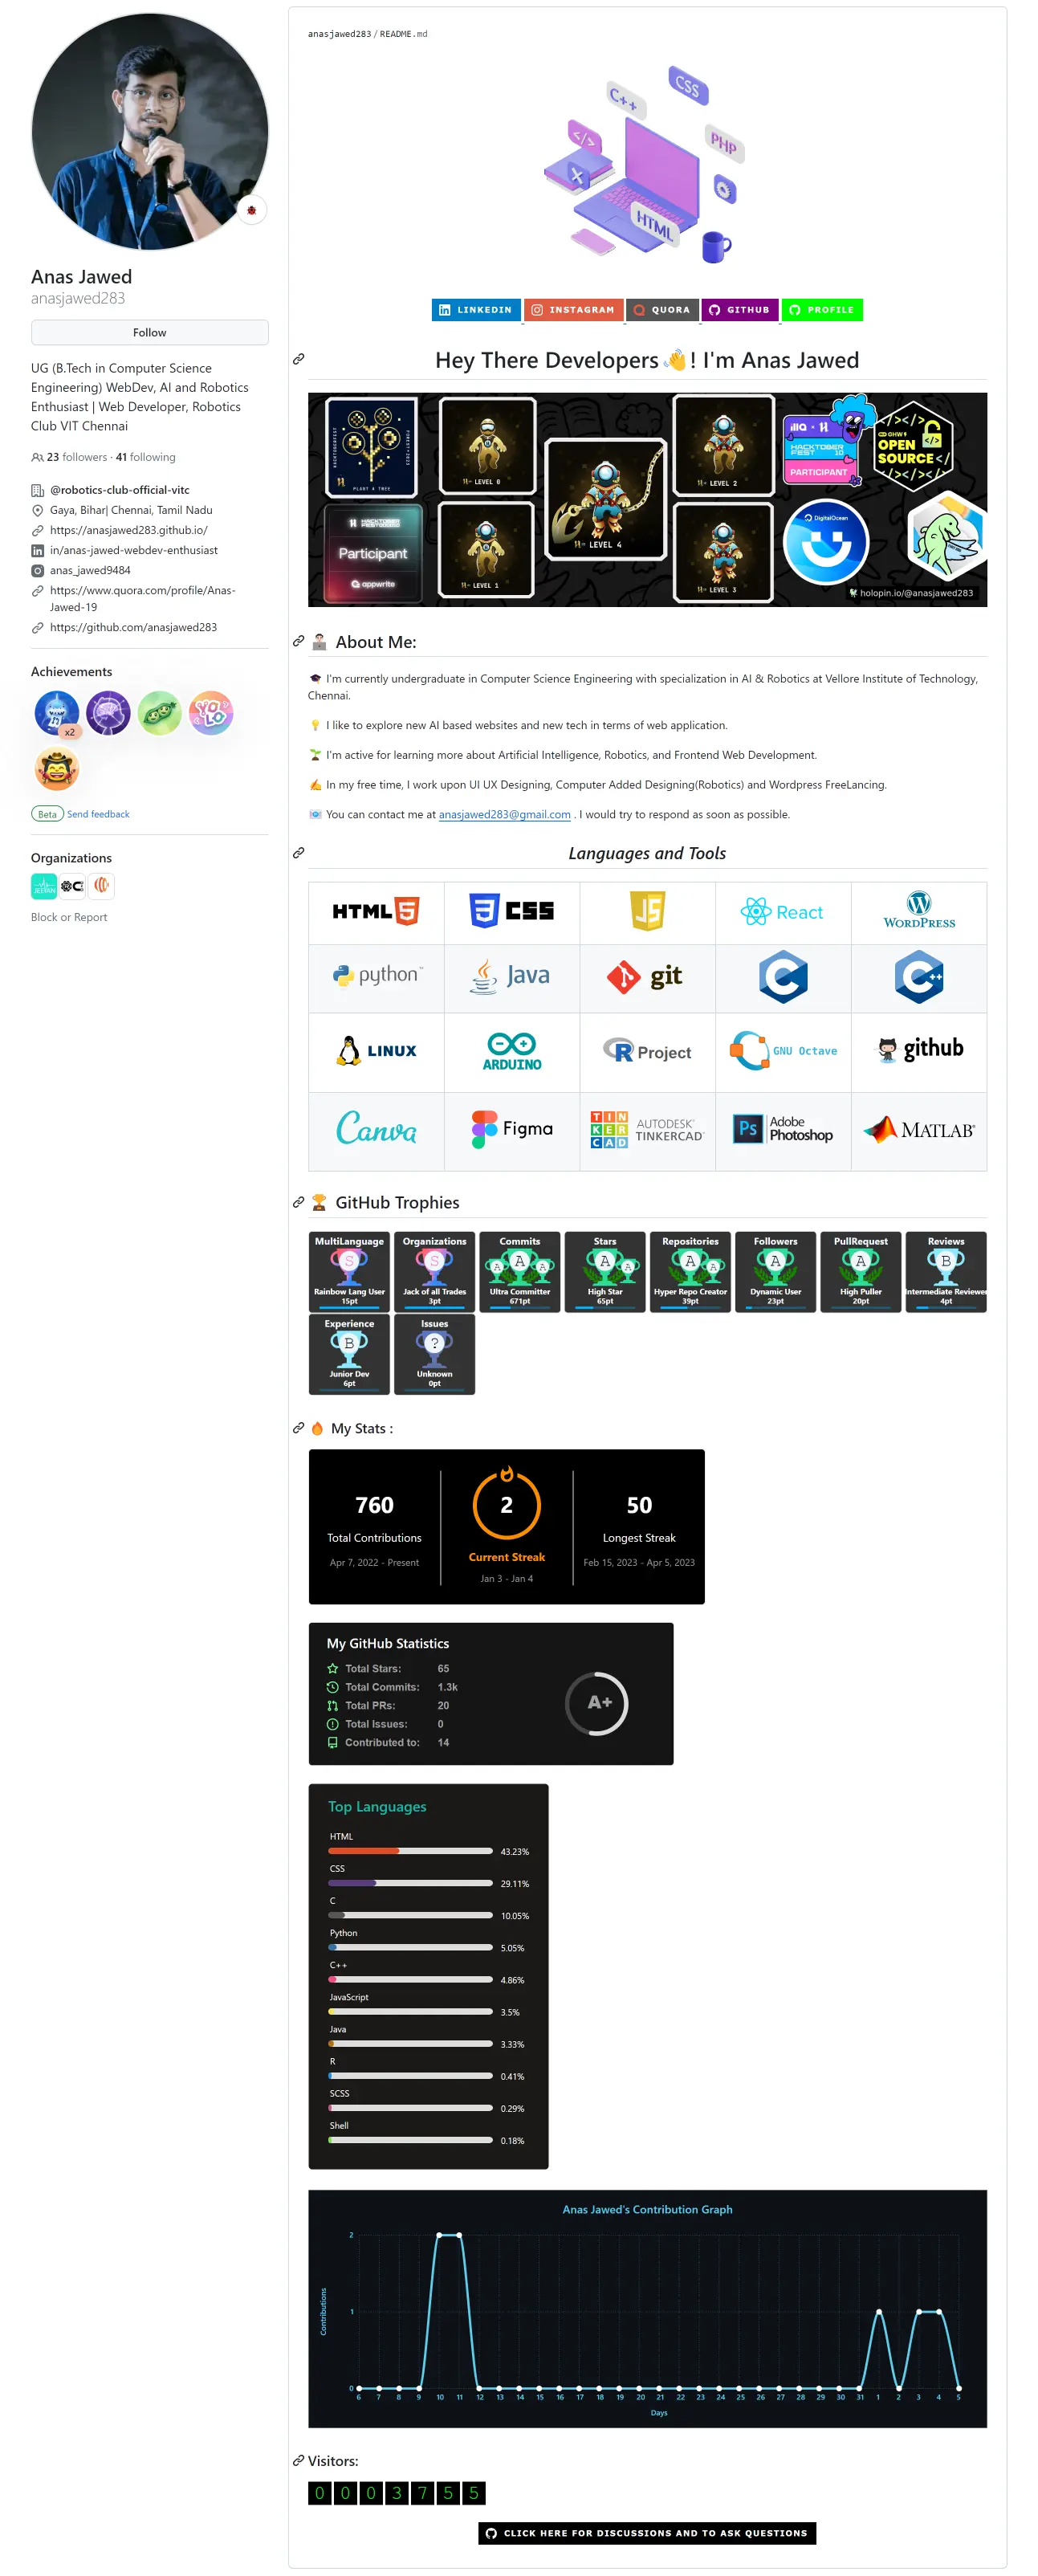 Anas Jawed
anasjawed283
Follow
UG (B.Tech in Computer Science
Engineering) WebDev, AI and Robotics
Enthusiast | Web Developer, Robotics
Club VIT Chennai
23 followers · 41 following
@robotics-club-official-vitc
Gaya, Bihar| Chennai, Tamil Nadu
https://anasjawed283.github.io/
in/anas-jawed-webdev-enthusiast
anas_jawed9484
https://www.quora.com/profile/Anas-
Jawed-19
https://github.com/anasjawed283
Achievements
x2
YOLO
Beta Send feedback
Organizations
Block or Report
anasjawed283 / README.md
CSS
C++
</>
PHP
X
HTML
LINKEDIN INSTAGRAM QUORA GITHUB PROFILE
Hey There Developers 👋! I'm Anas Jawed
HACKTOBERFEST
PLANT A TREE
LEVEL 0
LEVEL 4
LEVEL 2
HACKTOBER
FEST 10
PARTICIPANT
GHW
OPEN
SOURCE
</>
Participant
appwrite
LEVEL 1
LEVEL 3
DigitalOcean
holopin.io/@anasjawed283
About Me:
🎓 I'm currently undergraduate in Computer Science Engineering with specialization in AI & Robotics at Vellore Institute of Technology,
Chennai.
💡 I like to explore new AI based websites and new tech in terms of web application.
🌱 I'm active for learning more about Artificial Intelligence, Robotics, and Frontend Web Development.
✍️ In my free time, I work upon UI UX Designing, Computer Added Designing(Robotics) and Wordpress FreeLancing.
📧 You can contact me at anasjawed283@gmail.com . I would try to respond as soon as possible.
Languages and Tools
HTML 5 3 CSS JS React WORDPRESS
python™ Java git C C++
LINUX ARDUINO R Project GNU Octave github
Canva Figma TINKERCAD AUTODESK® TINKERCAD® Ps Adobe Photoshop MATLAB®
🏆 GitHub Trophies
MultiLanguage Organizations Commits Stars Repositories Followers PullRequest Reviews
S S A A A A A A A A A B
Rainbow Lang User Jack of all Trades Ultra Committer High Star Hyper Repo Creator Dynamic User High Puller Intermediate Reviewer
15pt 3pt 671pt 65pt 39pt 23pt 20pt 4pt
Experience Issues
B ?
Junior Dev Unknown
6pt 0pt
🔥 My Stats :
760 2 50
Total Contributions Current Streak Longest Streak
Apr 7, 2022 - Present Jan 3 - Jan 4 Feb 15, 2023 - Apr 5, 2023
My GitHub Statistics
Total Stars: 65
Total Commits: 1.3k
Total PRs: 20
Total Issues: 0
Contributed to: 14
A+
Top Languages
HTML
43.23%
CSS
29.11%
C
10.05%
Python
5.05%
C++
4.86%
JavaScript
3.5%
Java
3.33%
R
0.41%
SCSS
0.29%
Shell
0.18%
Anas Jawed's Contribution Graph
2
1
0
Contributions
6 7 8 9 10 11 12 13 14 15 16 17 18 19 20 21 22 23 24 25 26 27 28 29 30 31 1 2 3 4 5
Days
Visitors:
0 0 0 3 7 5 5
CLICK HERE FOR DISCUSSIONS AND TO ASK QUESTIONS